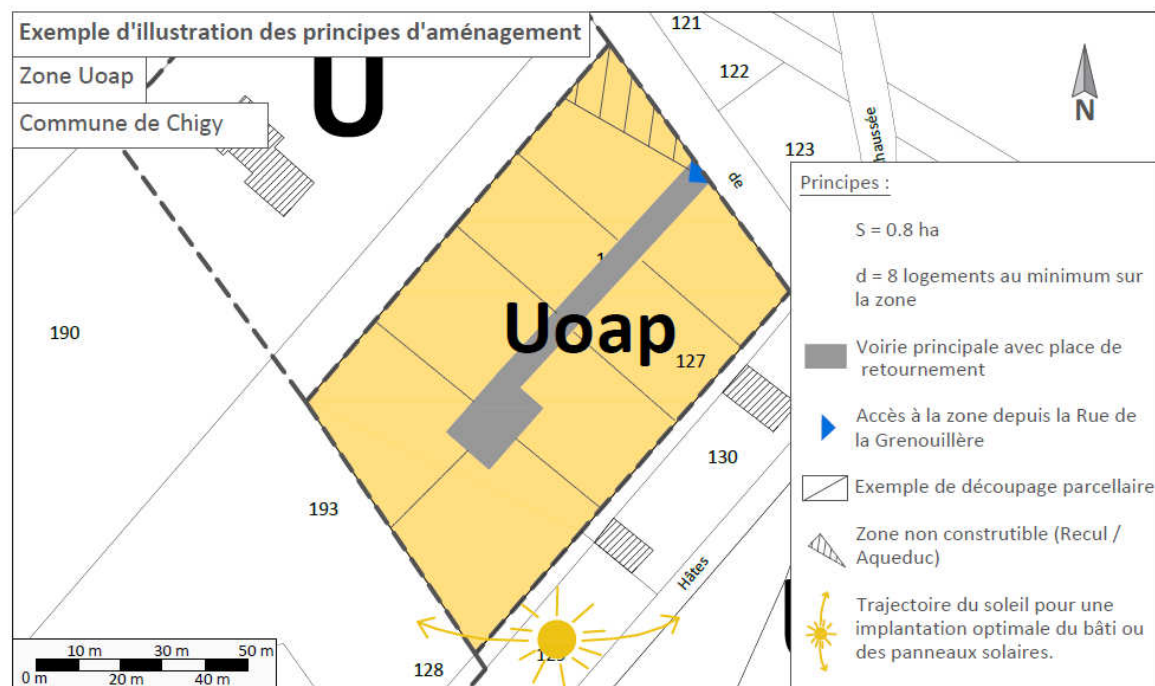 Exemple d'illustration des principes d'aménagement
Zone Uoap
Commune de Chigy
U
121
122
123
haussée
de
N
190
193
Uoap
127
130
Hâtes
128
Principes :
S = 0.8 ha
d = 8 logements au minimum sur
la zone
Voirie principale avec place de
retournement
Accès à la zone depuis la Rue de
la Grenouillère
Exemple de découpage parcellaire
Zone non construtible (Recul /
Aqueduc)
Trajectoire du soleil pour une
implantation optimale du bâti ou
des panneaux solaires.
10 m 30 m 50 m
0 m 20 m 40 m